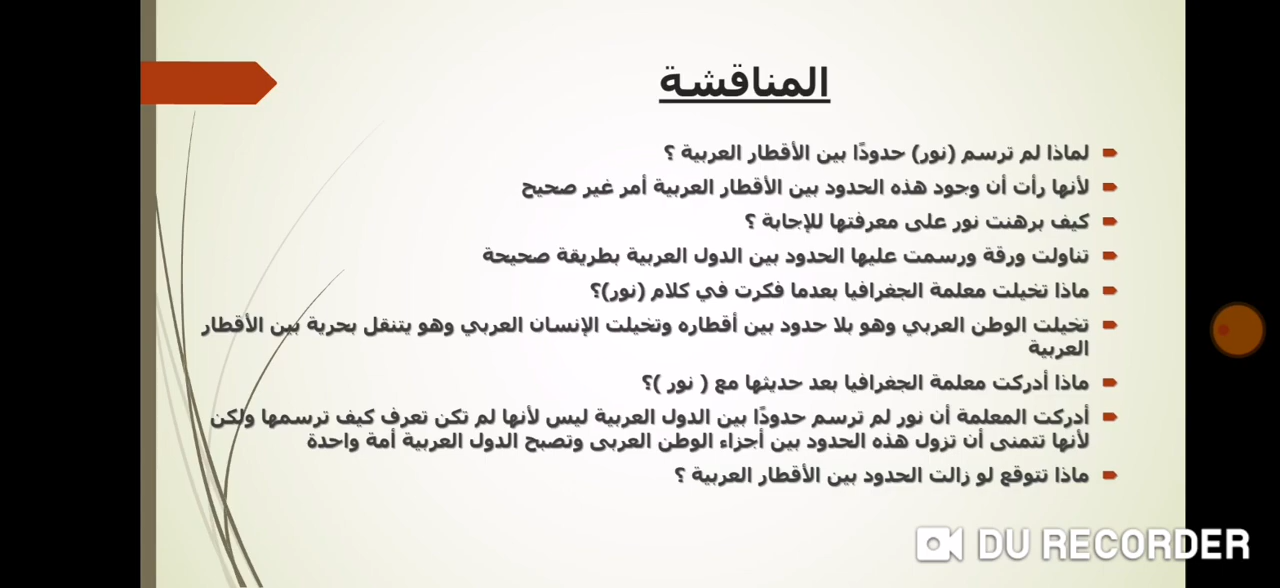 المناقشة
لماذا لم ترسم (نور) حدودًا بين الأقطار العربية ؟
لأنها رأت أن وجود هذه الحدود بين الأقطار العربية أمر غير صحيح
كيف برهنت نور على معرفتها للإجابة ؟
تناولت ورقة ورسمت عليها الحدود بين الدول العربية بطريقة صحيحة
ماذا تخيلت معلمة الجغرافيا بعدما فكرت في كلام (نور)؟
تخيلت الوطن العربي وهو بلا حدود بين أقطاره وتخيلت الإنسان العربي وهو يتنقل بحرية بين الأقطار
العربية
ماذا أدركت معلمة الجغرافيا بعد حديثها مع ( نور )؟
أدركت المعلمة أن نور لم ترسم حدودًا بين الدول العربية ليس لأنها لم تكن تعرف كيف ترسمها ولكن
لأنها تتمنى أن تزول هذه الحدود بين أجزاء الوطن العربى وتصبح الدول العربية أمة واحدة
ماذا تتوقع لو زالت الحدود بين الأقطار العربية ؟
DU RECORDER